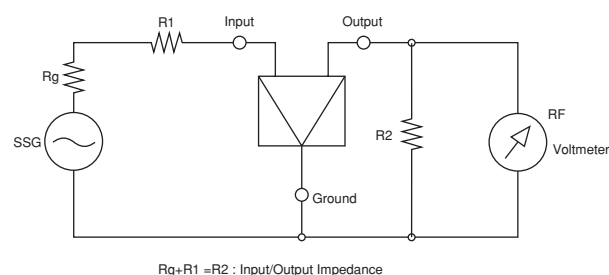 R1
Input
Output
Rg
SSG
R2
RF
Voltmeter
Ground
Rg+R1 =R2 : Input/Output Impedance